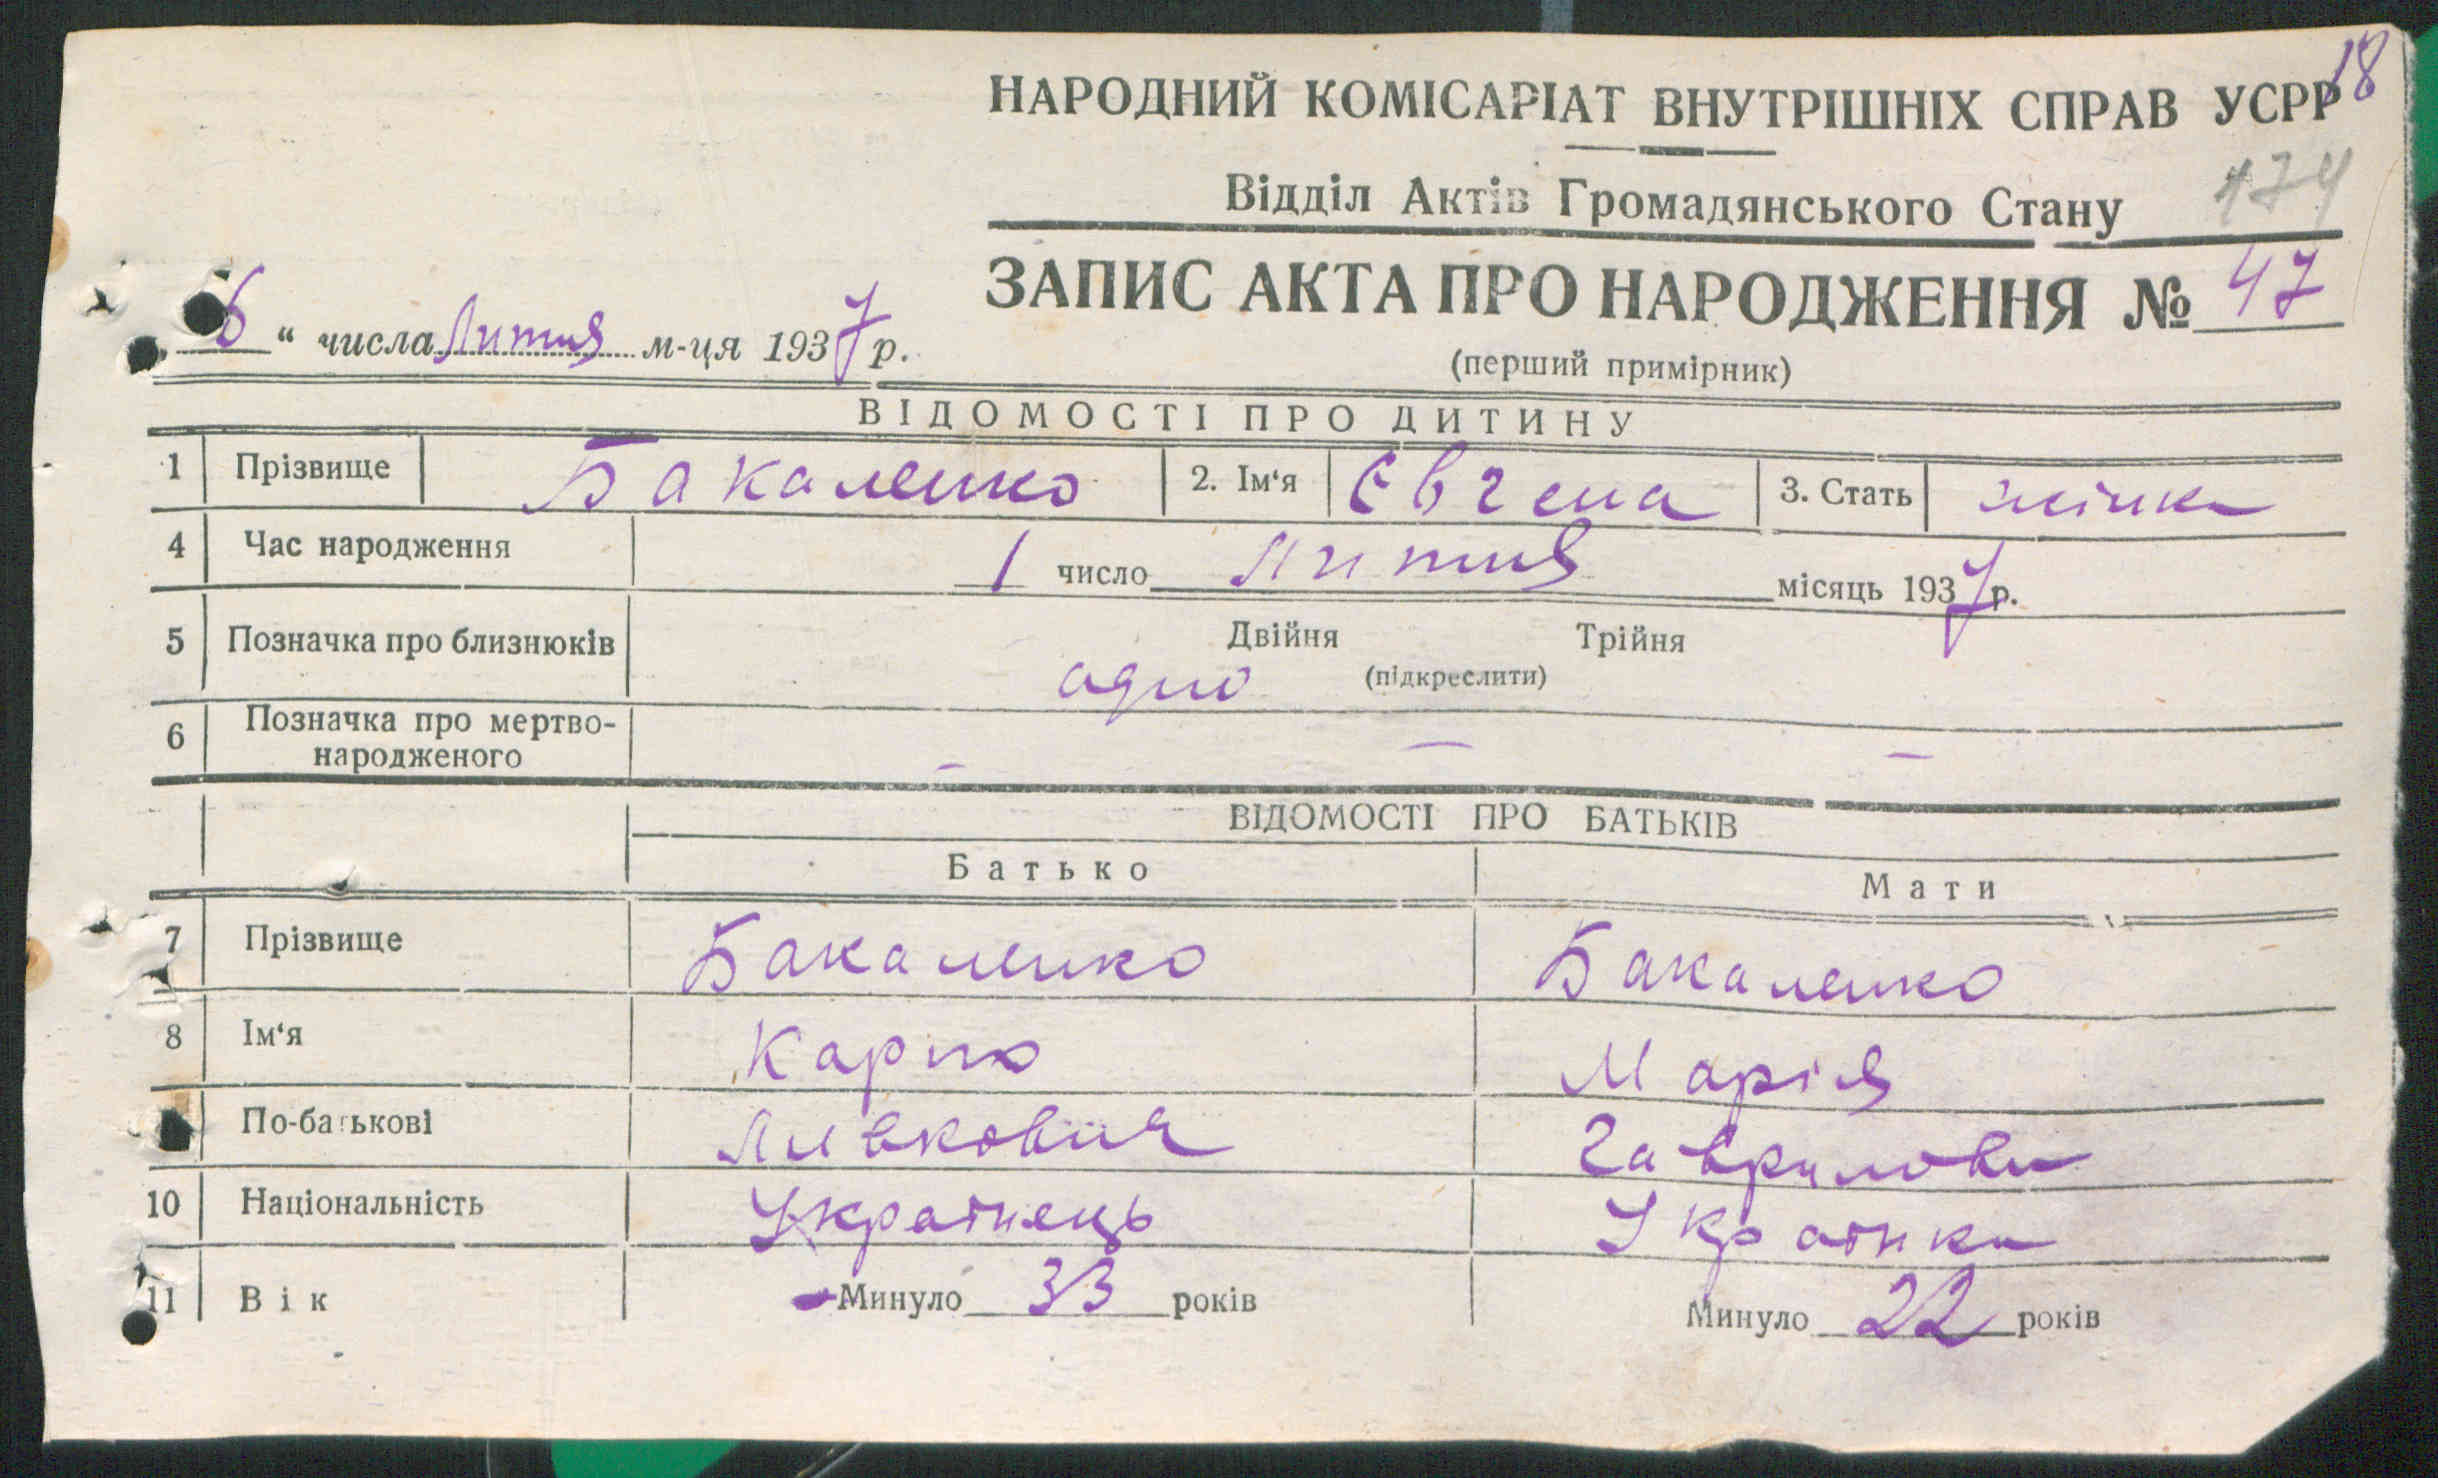 18
НАРОДНИЙ КОМІСАРІАТ ВНУТРІШНІХ СПРАВ УСРР
Відділ Актів Громадянського Стану 174
ЗАПИС АКТА ПРО НАРОДЖЕННЯ № 47
6 “ числа Липня м-ця 1937 р.
(перший примірник)
ВІДОМОСТІ ПРО ДИТИНУ
1 Прізвище Бакаленко 2. Ім‘я Євгена 3. Стать жінка
4 Час народження 1 число Липня місяць 1937 р.
5 Позначка про близнюків Двійня Трійня
одно (підкреслити)
6 Позначка про мертво-
народженого — — —
ВІДОМОСТІ ПРО БАТЬКІВ
Батько Мати
7 Прізвище Бакаленко Бакаленко
8 Ім‘я Карпо Марія
По-батькові Гаврилови
10 Національність Українець Українка
11 Вік Минуло 33 років Минуло 22 років